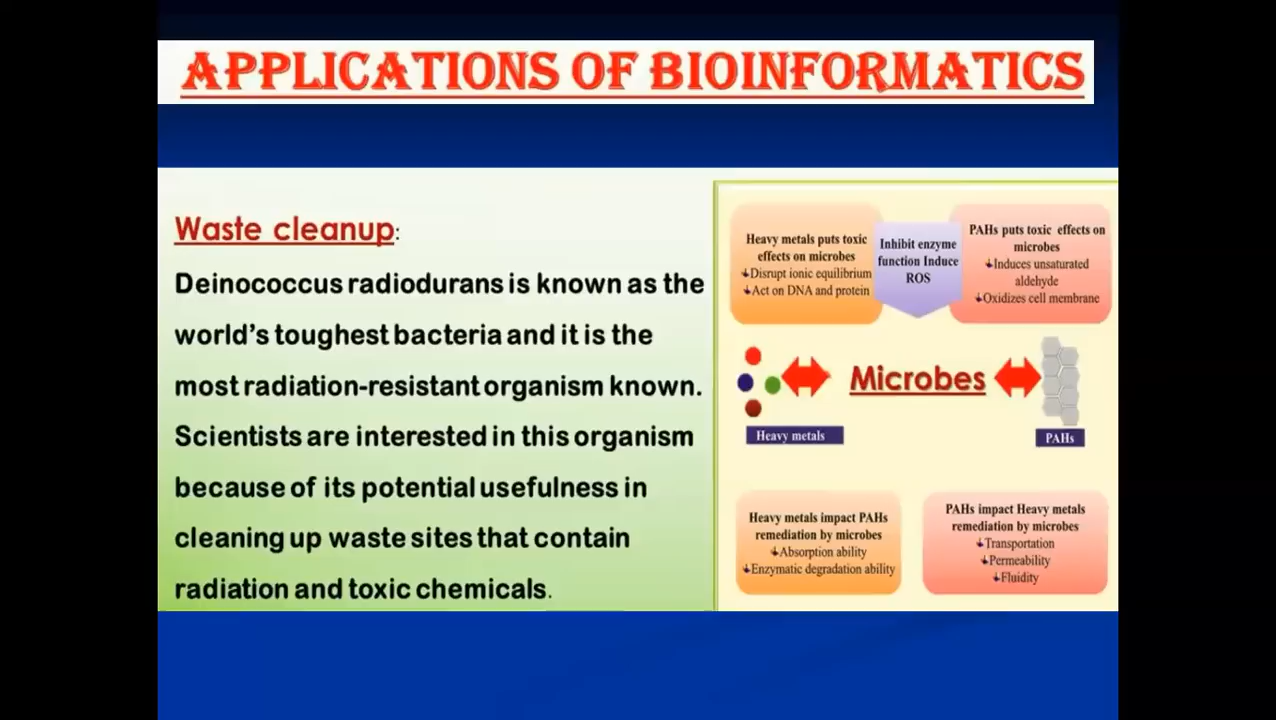 APPLICATIONS OF BIOINFORMATICS
Waste cleanup:
Deinococcus radiodurans is known as the
world's toughest bacteria and it is the
most radiation-resistant organism known.
Scientists are interested in this organism
because of its potential usefulness in
cleaning up waste sites that contain
radiation and toxic chemicals.
Heavy metals puts toxic
effects on microbes
Disrupt ionic equilibrium
Act on DNA and protein
Inhibit enzyme
function Induce
ROS
PAHs puts toxic effects on
microbes
Induces unsaturated
aldehyde
Oxidizes cell membrane
Microbes
Heavy metals
PAHs
Heavy metals impact PAHs
remediation by microbes
Absorption ability
Enzymatic degradation ability
PAHs impact Heavy metals
remediation by microbes
Transportation
Permeability
Fluidity